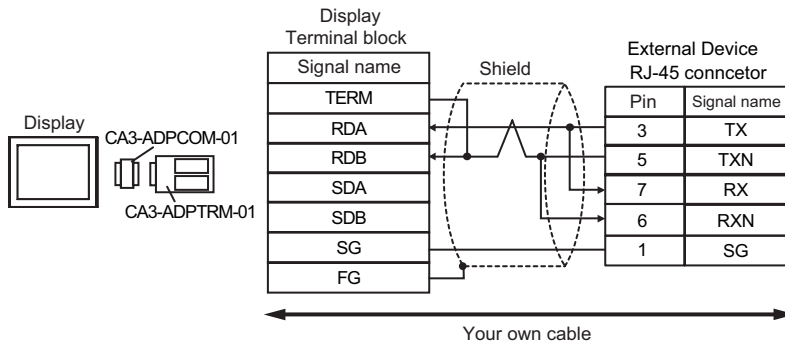 Display
Terminal block
Signal name
TERM
RDA
RDB
SDA
SDB
SG
FG
Shield
External Device
RJ-45 conncetor
Pin Signal name
3 TX
5 TXN
7 RX
6 RXN
1 SG
Display
CA3-ADPCOM-01
CA3-ADPTRM-01
Your own cable